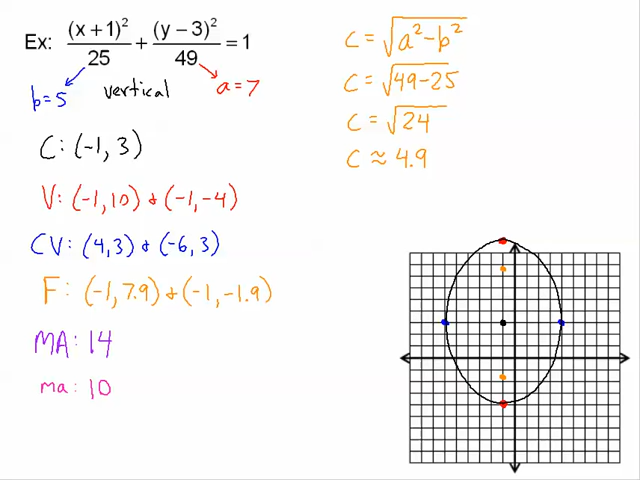 Ex: (x + 1)²/25 + (y − 3)²/49 = 1
b=5 vertical a=7
C: (-1, 3)
V: (-1, 10) & (-1, -4)
CV: (4, 3) & (-6, 3)
F: (-1, 7.9) & (-1, -1.9)
MA: 14
ma: 10
c = √(a² − b²)
c = √(49 − 25)
c = √24
c ≈ 4.9